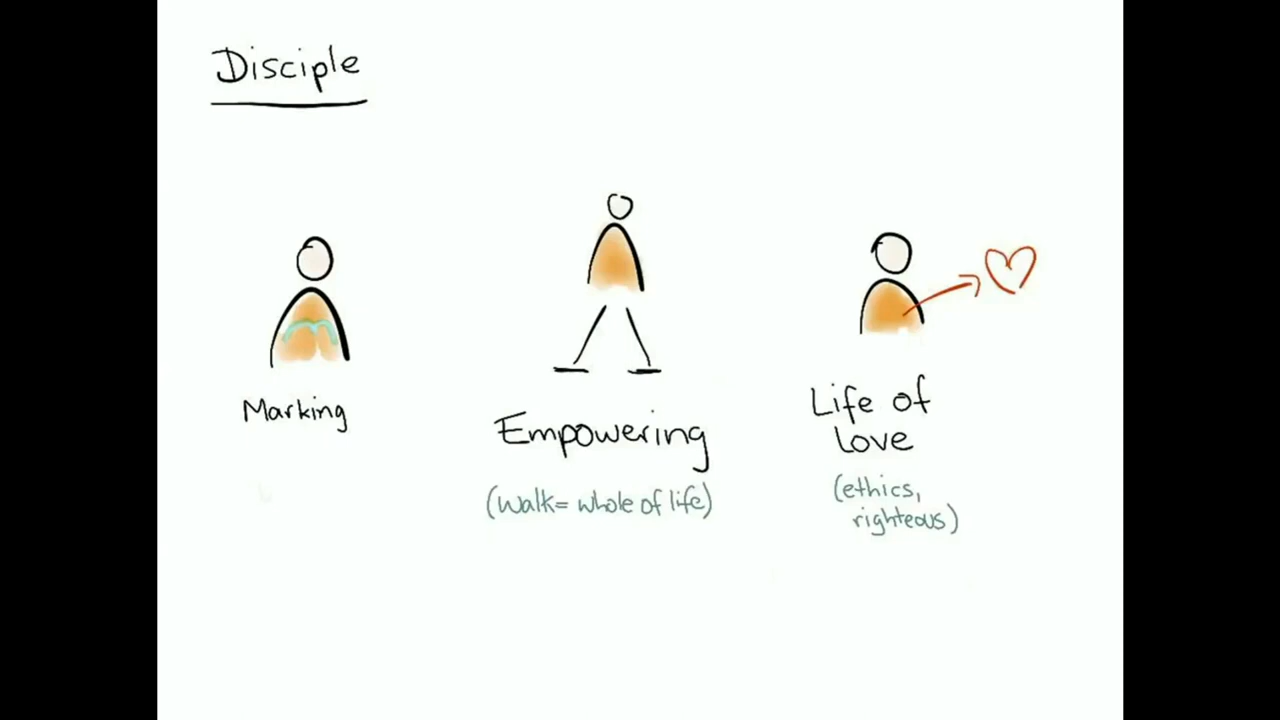 Disciple
Marking
Empowering
(walk= whole of life)
Life of
love
(ethics,
righteous)